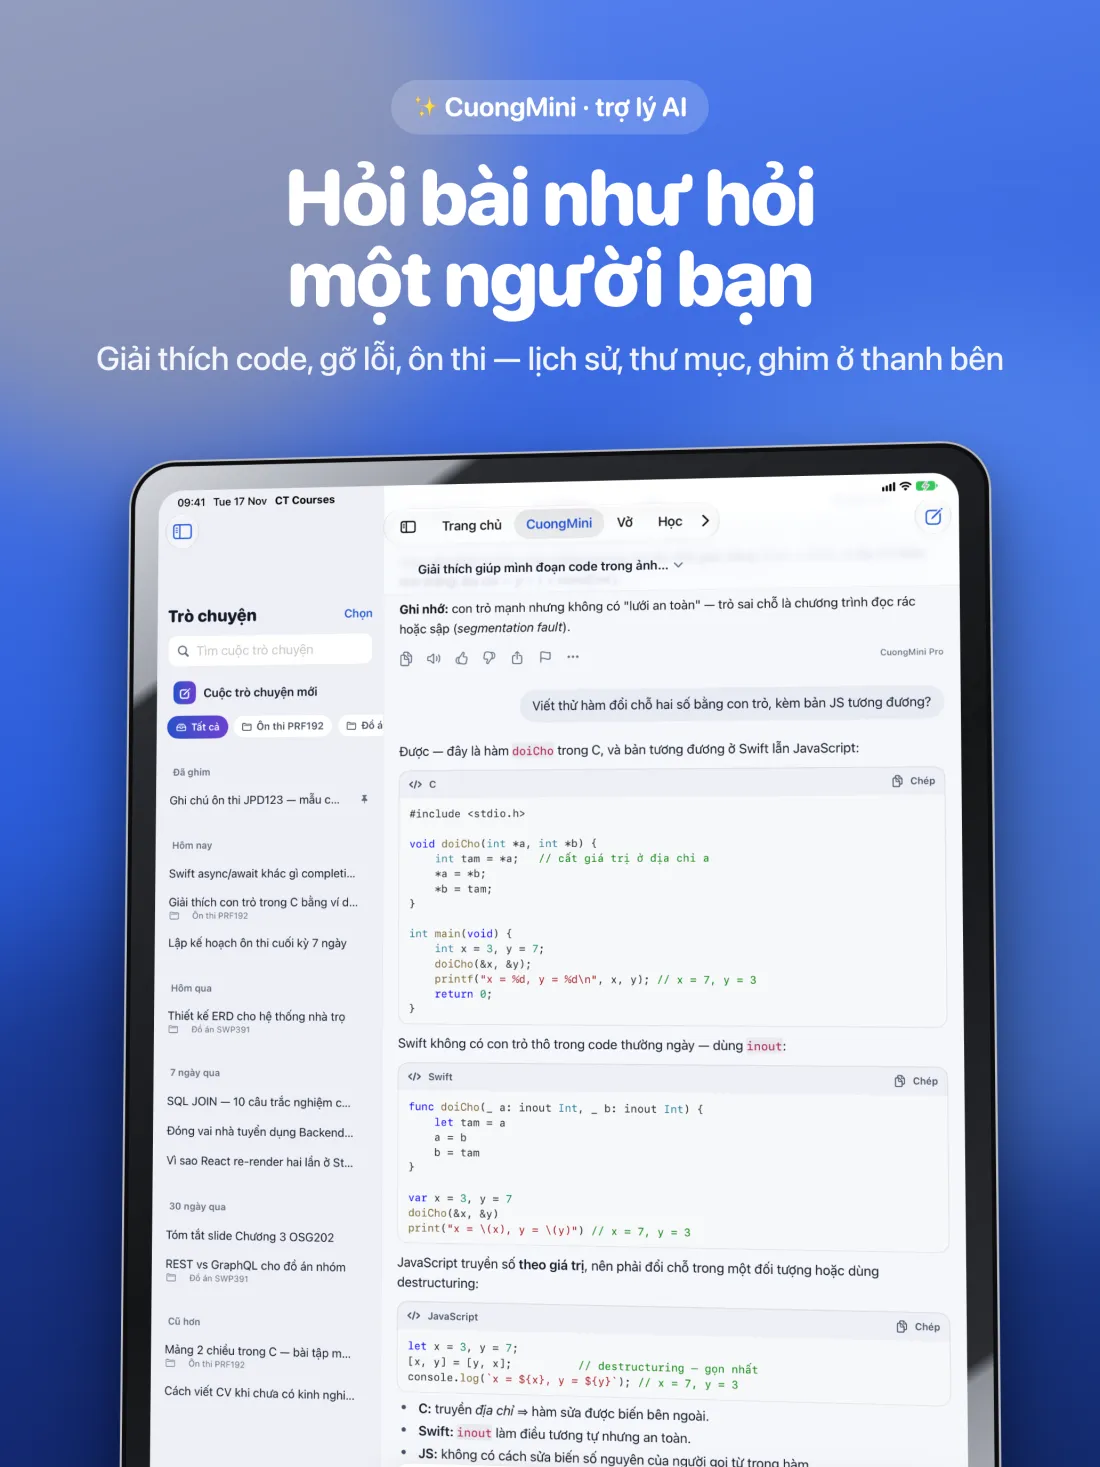 ✨ CuongMini · trợ lý AI
Hỏi bài như hỏi
một người bạn
Giải thích code, gỡ lỗi, ôn thi — lịch sử, thư mục, ghim ở thanh bên
09:41 Tue 17 Nov CT Courses
Trò chuyện
Chọn
Tìm cuộc trò chuyện
Cuộc trò chuyện mới
Tất cả
Ôn thi PRF192
Đồ á
Đã ghim
Ghi chú ôn thi JPD123 — mẫu c...
Hôm nay
Swift async/await khác gì completi...
Giải thích con trỏ trong C bằng ví d...
Ôn thi PRF192
Lập kế hoạch ôn thi cuối kỳ 7 ngày
Hôm qua
Thiết kế ERD cho hệ thống nhà trọ
Đồ án SWP391
7 ngày qua
SQL JOIN — 10 câu trắc nghiệm c...
Đóng vai nhà tuyển dụng Backend...
Vì sao React re-render hai lần ở St...
30 ngày qua
Tóm tắt slide Chương 3 OSG202
REST vs GraphQL cho đồ án nhóm
Đồ án SWP391
Cũ hơn
Mảng 2 chiều trong C — bài tập m...
Ôn thi PRF192
Cách viết CV khi chưa có kinh nghi...
Trang chủ
CuongMini
Vở
Học
Giải thích giúp mình đoạn code trong ảnh...
Ghi nhớ: con trỏ mạnh nhưng không có "lưới an toàn" — trỏ sai chỗ là chương trình đọc rác
hoặc sập (segmentation fault).
CuongMini Pro
Viết thử hàm đổi chỗ hai số bằng con trỏ, kèm bản JS tương đương?
Được — đây là hàm doiCho trong C, và bản tương đương ở Swift lẫn JavaScript:
</> C
Chép
#include <stdio.h>
void doiCho(int *a, int *b) {
    int tam = *a;   // cất giá trị ở địa chỉ a
    *a = *b;
    *b = tam;
}
int main(void) {
    int x = 3, y = 7;
    doiCho(&x, &y);
    printf("x = %d, y = %d\n", x, y); // x = 7, y = 3
    return 0;
}
Swift không có con trỏ thô trong code thường ngày — dùng inout:
</> Swift
Chép
func doiCho(_ a: inout Int, _ b: inout Int) {
    let tam = a
    a = b
    b = tam
}
var x = 3, y = 7
doiCho(&x, &y)
print("x = \(x), y = \(y)") // x = 7, y = 3
JavaScript truyền số theo giá trị, nên phải đổi chỗ trong một đối tượng hoặc dùng
destructuring:
</> JavaScript
Chép
let x = 3, y = 7;
[x, y] = [y, x];          // destructuring — gọn nhất
console.log(`x = ${x}, y = ${y}`); // x = 7, y = 3
• C: truyền địa chỉ ⇒ hàm sửa được biến bên ngoài.
• Swift: inout làm điều tương tự nhưng an toàn.
• JS: không có cách sửa biến số nguyên của người gọi từ trong hàm